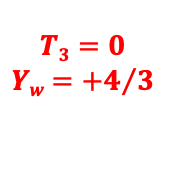 T₃ = 0
Y_w = +4/3